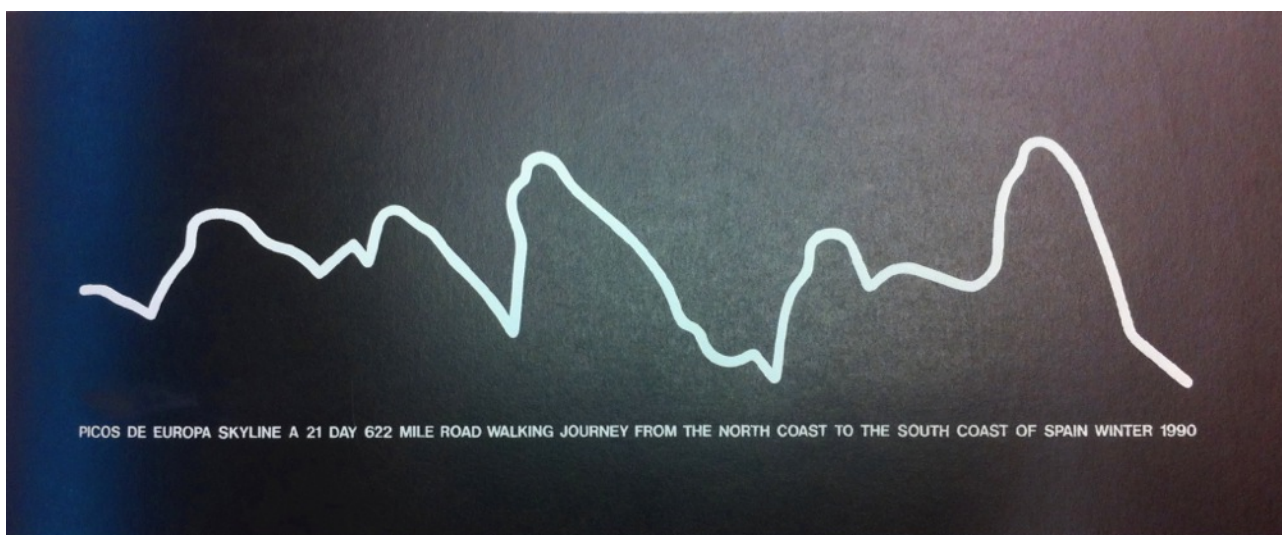 PICOS DE EUROPA SKYLINE A 21 DAY 622 MILE ROAD WALKING JOURNEY FROM THE NORTH COAST TO THE SOUTH COAST OF SPAIN WINTER 1990